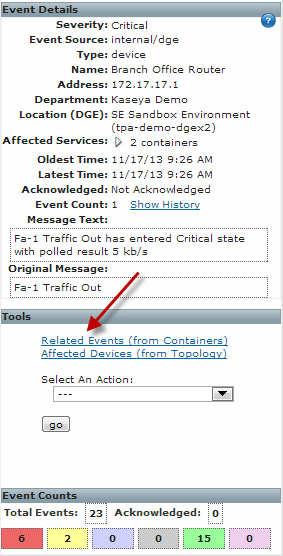 Event Details
?
Severity: Critical
Event Source: internal/dge
Type: device
Name: Branch Office Router
Address: 172.17.17.1
Department: Kaseya Demo
Location (DGE): SE Sandbox Environment
(tpa-demo-dgex2)
Affected Services: 2 containers
Oldest Time: 11/17/13 9:26 AM
Latest Time: 11/17/13 9:26 AM
Acknowledged: Not Acknowledged
Event Count: 1 Show History
Message Text:
Fa-1 Traffic Out has entered Critical state
with polled result 5 kb/s
Original Message:
Fa-1 Traffic Out
Tools
Related Events (from Containers)
Affected Devices (from Topology)
Select An Action:
---
go
Event Counts
Total Events: 23 Acknowledged: 0
6 2 0 0 15 0